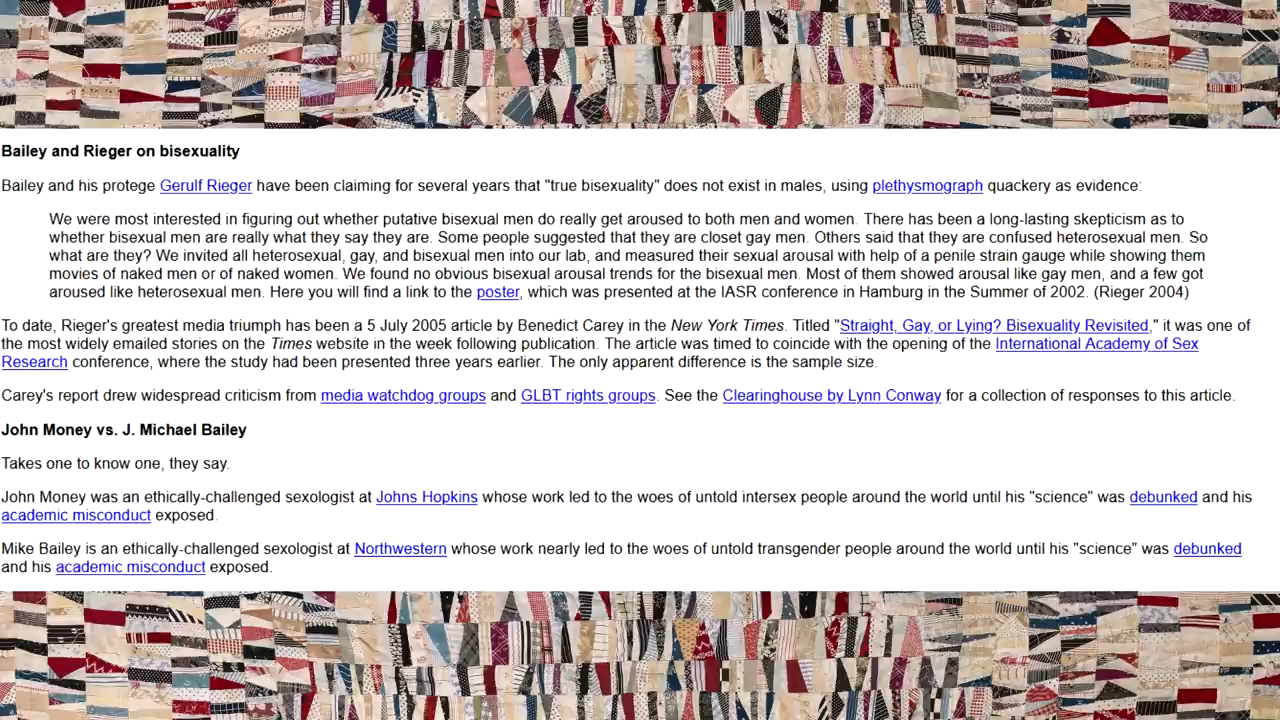 Bailey and Rieger on bisexuality
Bailey and his protege Gerulf Rieger have been claiming for several years that "true bisexuality" does not exist in males, using plethysmograph quackery as evidence:
We were most interested in figuring out whether putative bisexual men do really get aroused to both men and women. There has been a long-lasting skepticism as to
whether bisexual men are really what they say they are. Some people suggested that they are closet gay men. Others said that they are confused heterosexual men. So
what are they? We invited all heterosexual, gay, and bisexual men into our lab, and measured their sexual arousal with help of a penile strain gauge while showing them
movies of naked men or of naked women. We found no obvious bisexual arousal trends for the bisexual men. Most of them showed arousal like gay men, and a few got
aroused like heterosexual men. Here you will find a link to the poster, which was presented at the IASR conference in Hamburg in the Summer of 2002. (Rieger 2004)
To date, Rieger's greatest media triumph has been a 5 July 2005 article by Benedict Carey in the New York Times. Titled "Straight, Gay, or Lying? Bisexuality Revisited," it was one of
the most widely emailed stories on the Times website in the week following publication. The article was timed to coincide with the opening of the International Academy of Sex
Research conference, where the study had been presented three years earlier. The only apparent difference is the sample size.
Carey's report drew widespread criticism from media watchdog groups and GLBT rights groups. See the Clearinghouse by Lynn Conway for a collection of responses to this article.
John Money vs. J. Michael Bailey
Takes one to know one, they say.
John Money was an ethically-challenged sexologist at Johns Hopkins whose work led to the woes of untold intersex people around the world until his "science" was debunked and his
academic misconduct exposed.
Mike Bailey is an ethically-challenged sexologist at Northwestern whose work nearly led to the woes of untold transgender people around the world until his "science" was debunked
and his academic misconduct exposed.